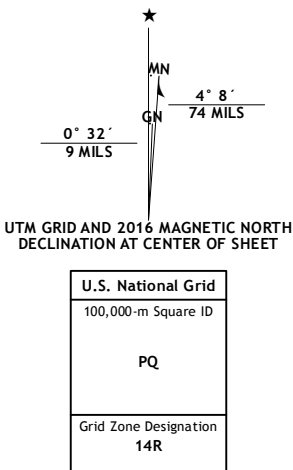 ★
MN
4° 8´
74 MILS
GN
0° 32´
9 MILS
UTM GRID AND 2016 MAGNETIC NORTH
DECLINATION AT CENTER OF SHEET
U.S. National Grid
100,000-m Square ID
PQ
Grid Zone Designation
14R